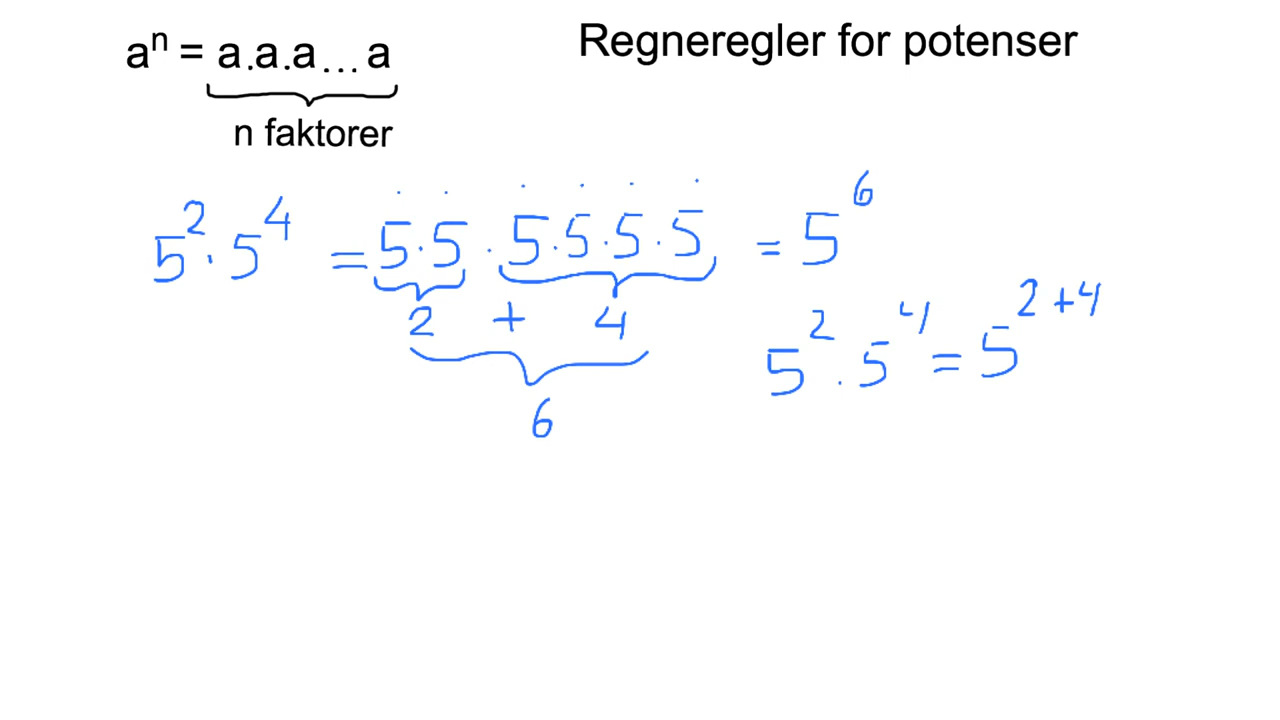 aⁿ = a.a.a...a
Regneregler for potenser
n faktorer
5² · 5⁴ = 5·5 · 5·5·5·5 = 5⁶
2 + 4
5² · 5⁴ = 5²⁺⁴
6